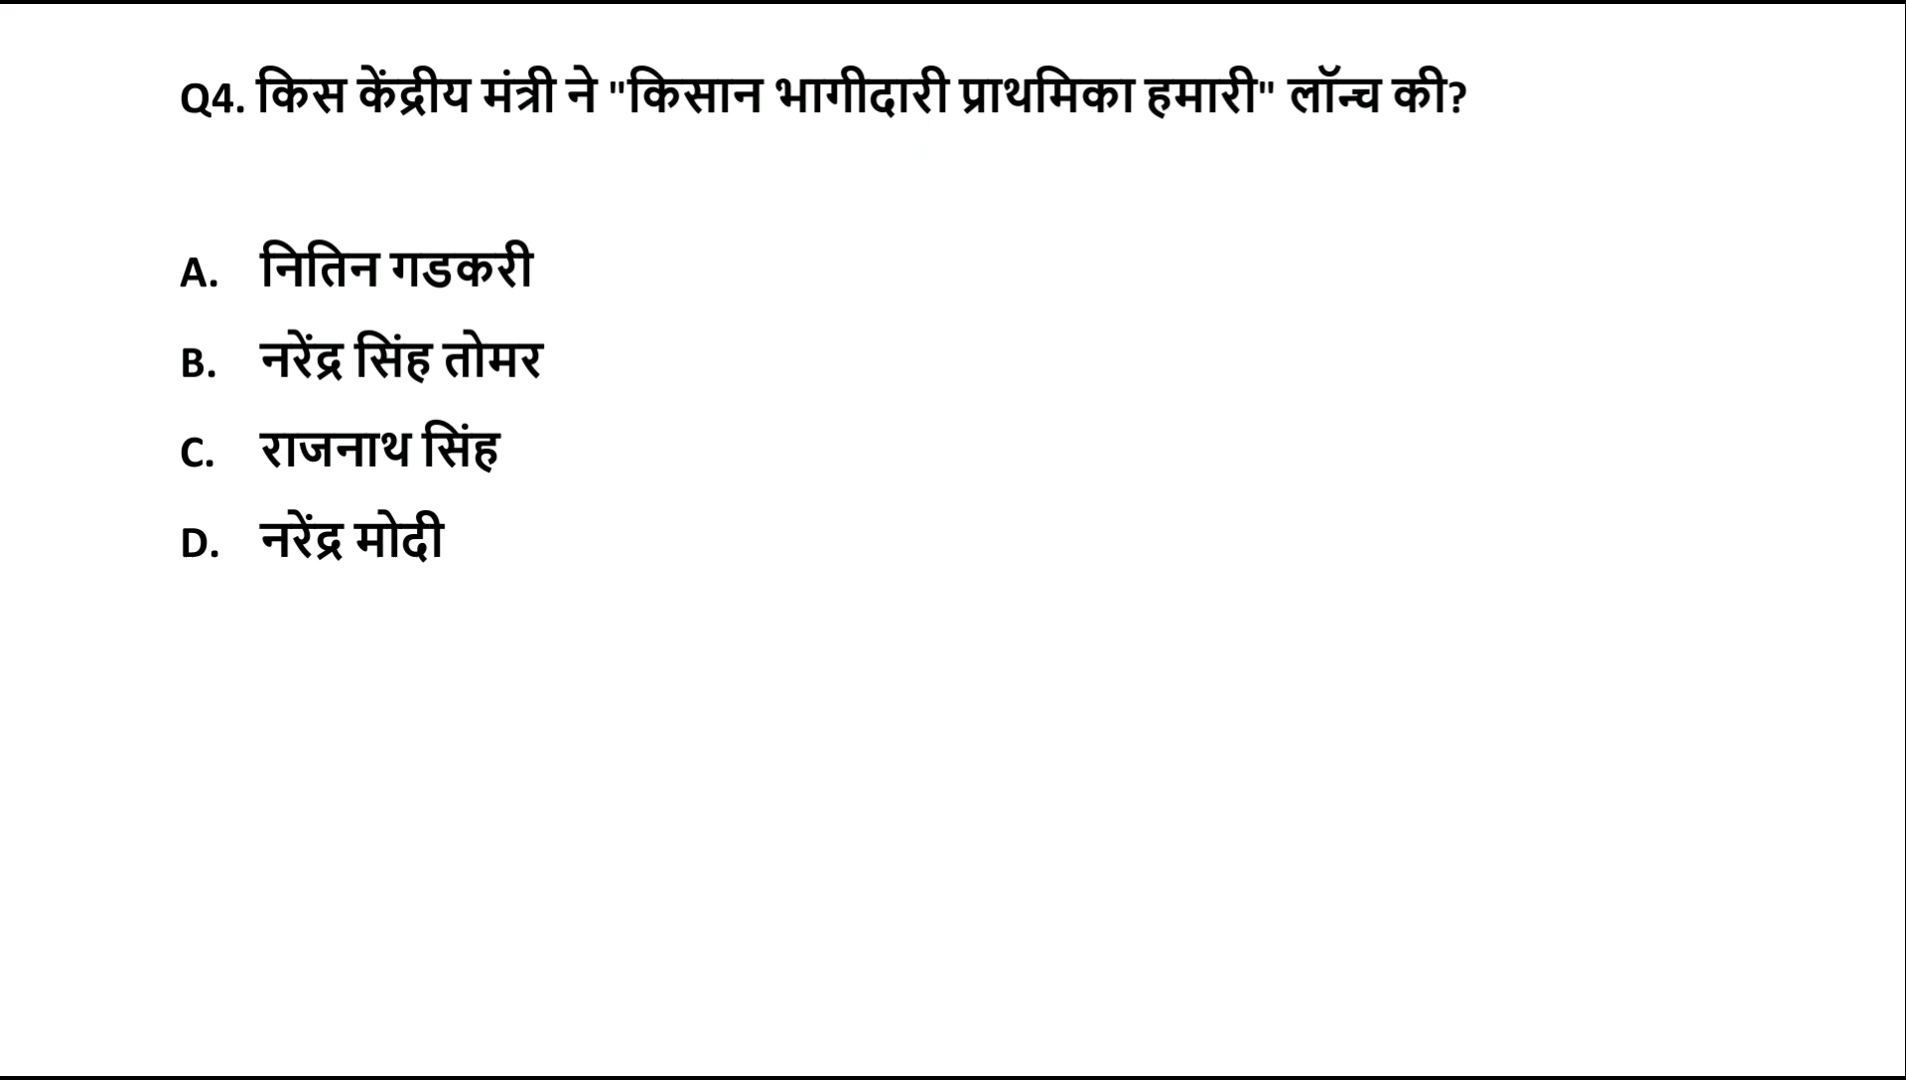 Q4. किस केंद्रीय मंत्री ने "किसान भागीदारी प्राथमिका हमारी" लॉन्च की?
A. नितिन गडकरी
B. नरेंद्र सिंह तोमर
C. राजनाथ सिंह
D. नरेंद्र मोदी